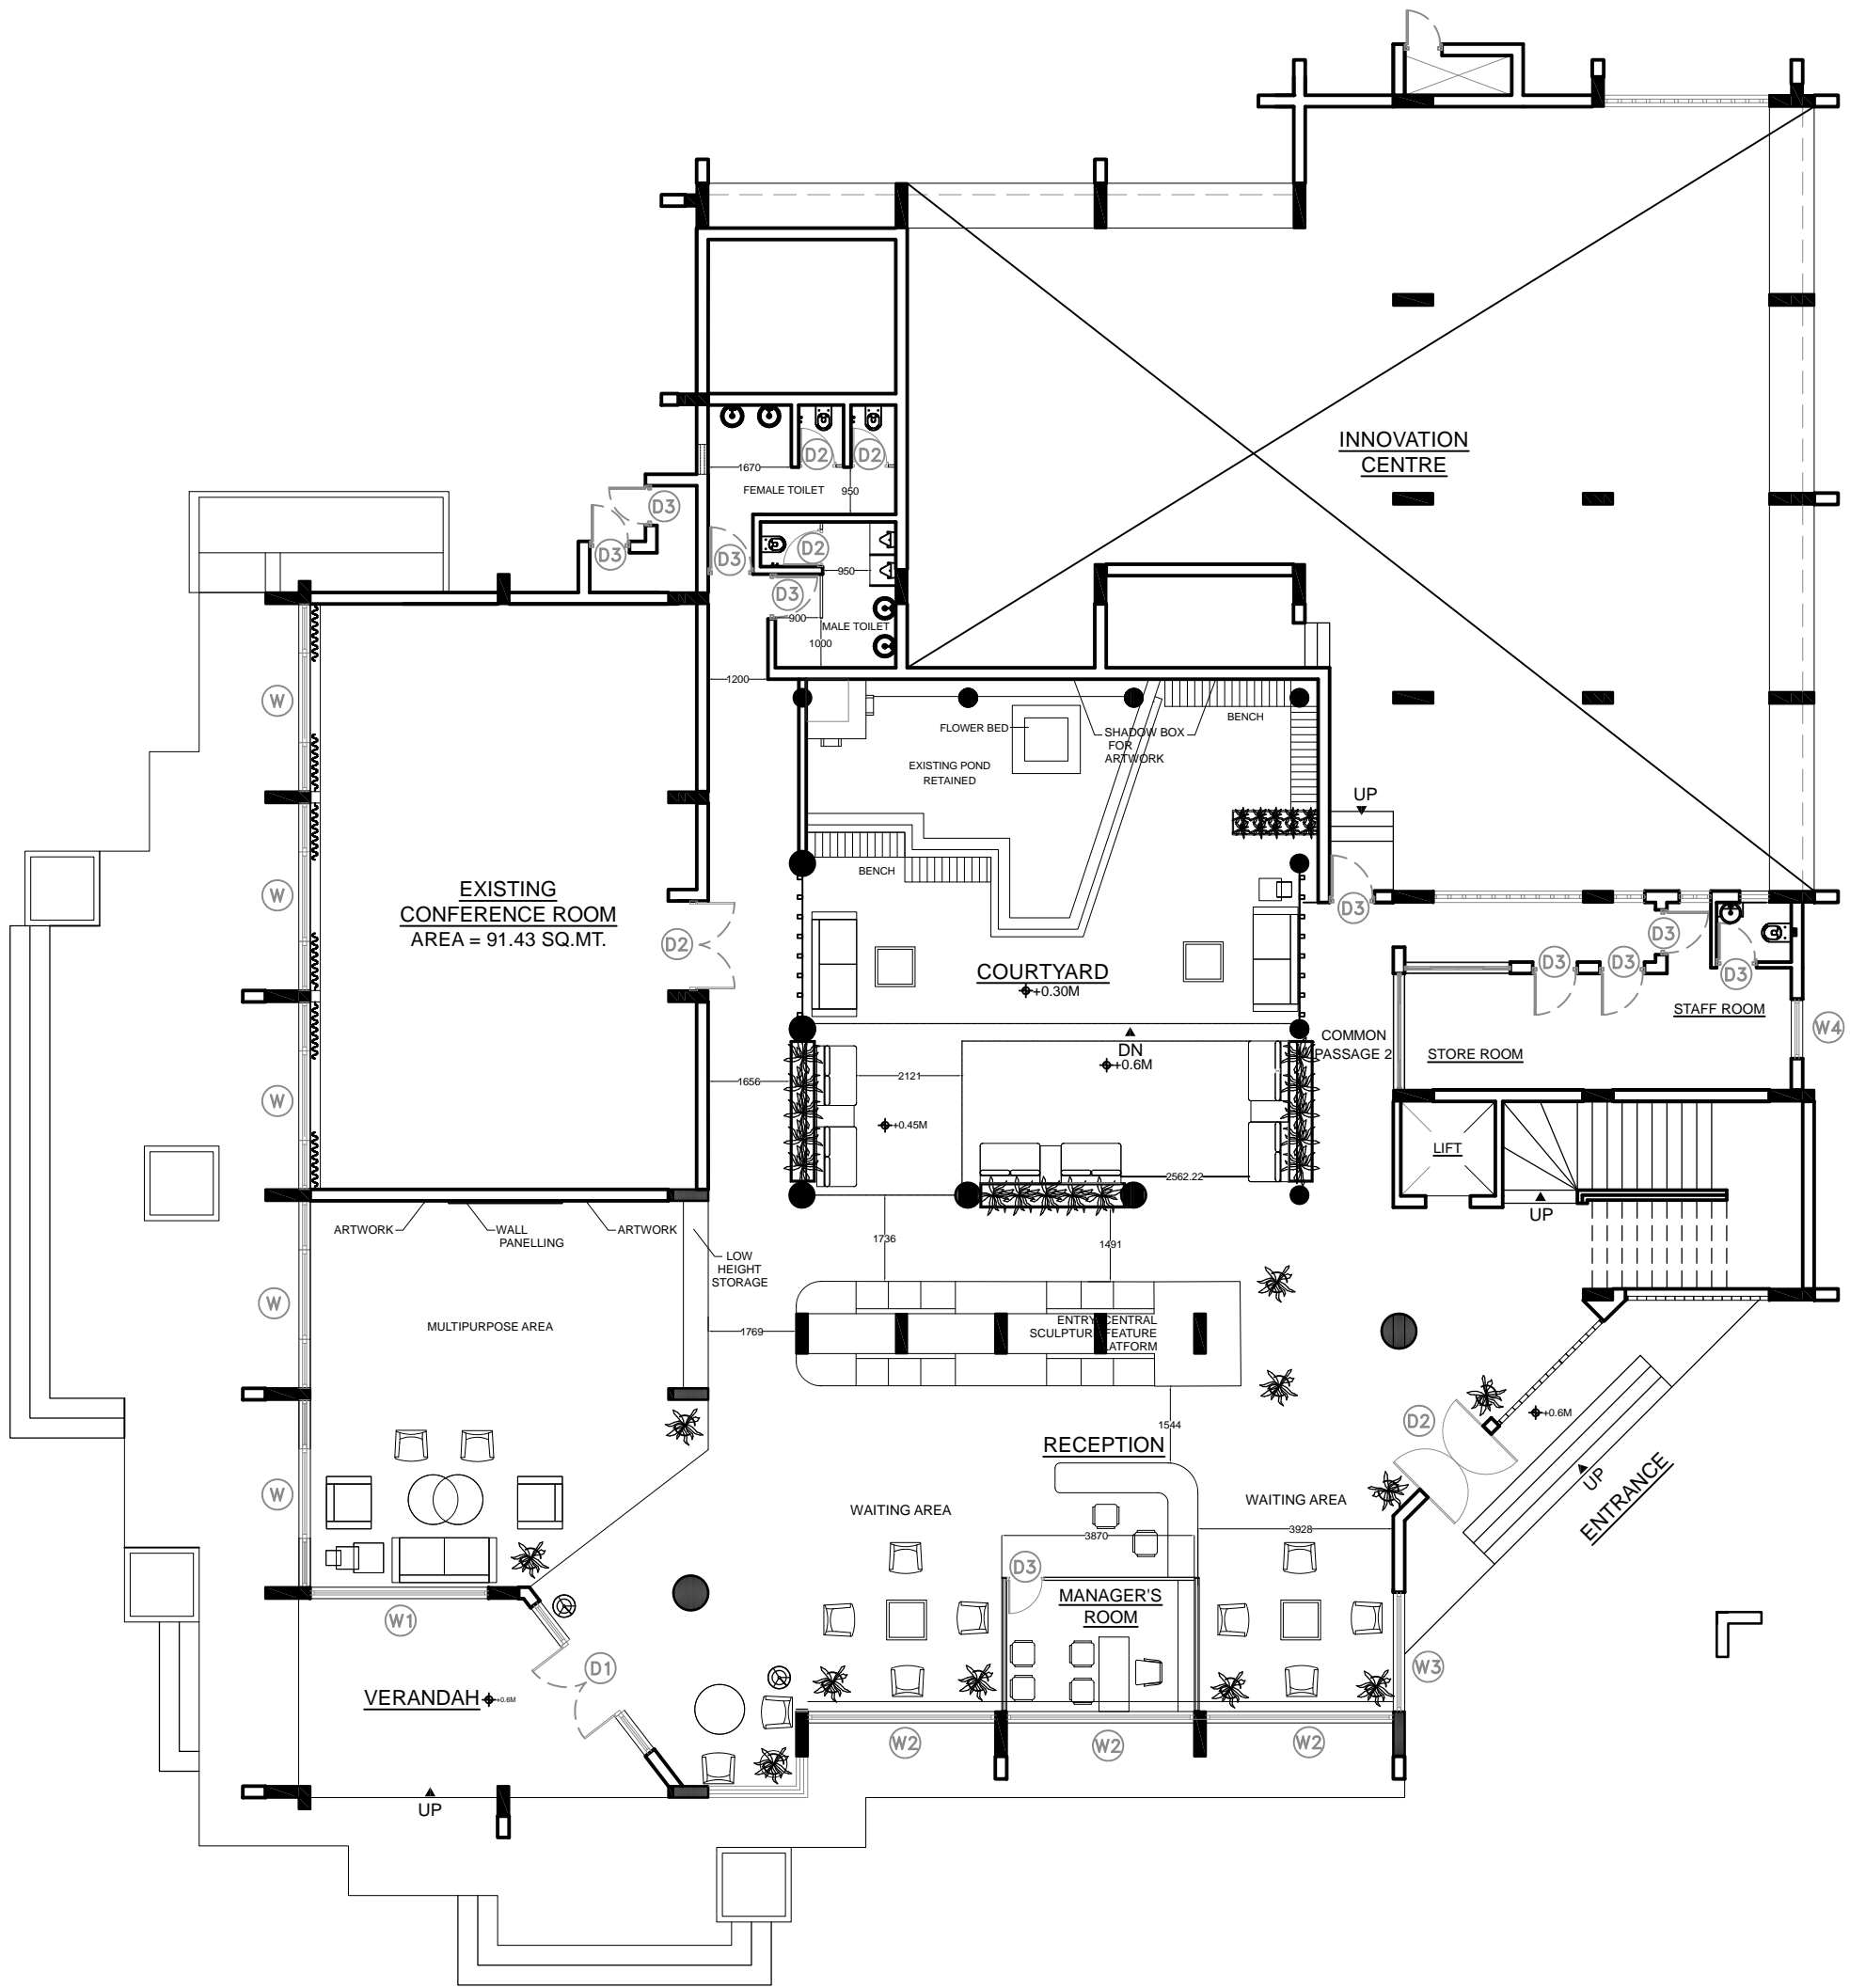 INNOVATION
CENTRE
D2
D2
1670
FEMALE TOILET
950
D3
D3
D3
D2
950
D3
900
MALE TOILET
1000
1200
W
FLOWER BED
BENCH
SHADOW BOX
FOR
ARTWORK
EXISTING POND
RETAINED
UP
BENCH
EXISTING
CONFERENCE ROOM
AREA = 91.43 SQ.MT.
W
D3
D2
D3
D3
D3
D3
COURTYARD
+0.30M
STAFF ROOM
W4
COMMON
PASSAGE 2
STORE ROOM
DN
+0.6M
1656
2121
W
+0.45M
LIFT
2562.22
UP
ARTWORK
WALL
PANELLING
ARTWORK
LOW
HEIGHT
STORAGE
1736
1491
W
MULTIPURPOSE AREA
1769
ENTRY CENTRAL
SCULPTUR FEATURE
LATFORM
1544
D2
+0.6M
RECEPTION
UP
ENTRANCE
W
WAITING AREA
WAITING AREA
3870
3928
D3
MANAGER'S
ROOM
W1
D1
W3
VERANDAH
+0.6M
W2
W2
W2
UP